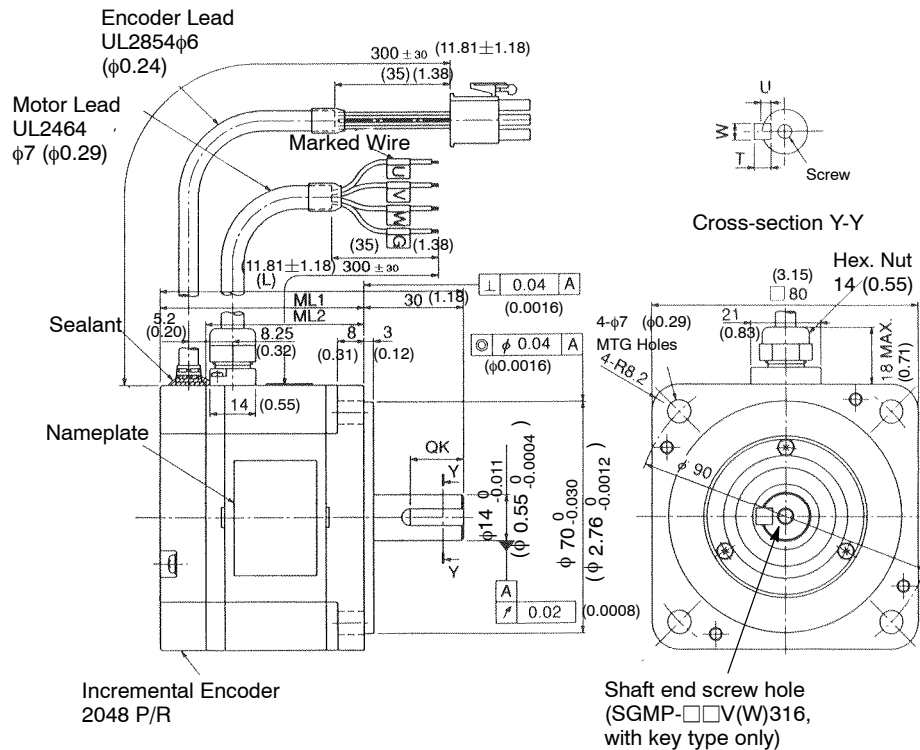 Encoder Lead
UL2854φ6
(φ0.24)
300 ± 30 (11.81±1.18)
(35) (1.38)
Motor Lead
UL2464
φ7 (φ0.29)
Marked Wire
U
V
W
G
(35) (1.38)
(11.81±1.18) 300 ± 30
(L)
ML1
30 (1.18)
ML2
5.2
(0.20)
8.25
(0.32)
8
(0.31)
3
(0.12)
Sealant
14 (0.55)
Nameplate
QK
Y
Y
φ14 0 -0.011
(φ 0.55 0 -0.0004)
φ 70 0 -0.030
(φ 2.76 0 -0.0012)
⊥ 0.04 A
(0.0016)
◎ φ 0.04 A
(φ0.0016)
A
↗ 0.02 (0.0008)
Incremental Encoder
2048 P/R
U
W
T
Screw
Cross-section Y-Y
Hex. Nut
14 (0.55)
(3.15)
□ 80
4-φ7 (φ0.29)
MTG Holes
21
(0.83)
18 MAX.
(0.71)
4-R8.2
φ 90
Shaft end screw hole
(SGMP-□□V(W)316,
with key type only)